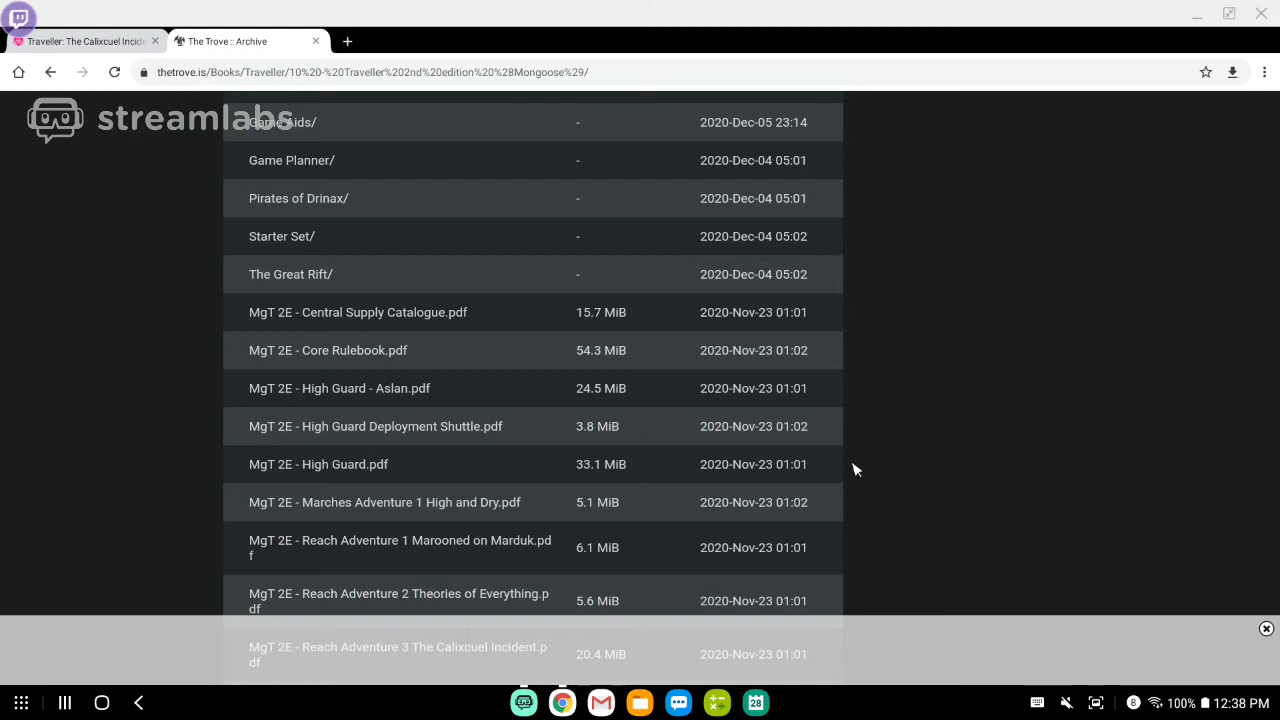 Traveller: The Calixcuel Incide
The Trove :: Archive
thetrove.is/Books/Traveller/10%20-%20Traveller%202nd%20edition%20%28Mongoose%29/
streamlabs
Game Aids/ - 2020-Dec-05 23:14
Game Planner/ - 2020-Dec-04 05:01
Pirates of Drinax/ - 2020-Dec-04 05:01
Starter Set/ - 2020-Dec-04 05:02
The Great Rift/ - 2020-Dec-04 05:02
MgT 2E - Central Supply Catalogue.pdf 15.7 MiB 2020-Nov-23 01:01
MgT 2E - Core Rulebook.pdf 54.3 MiB 2020-Nov-23 01:02
MgT 2E - High Guard - Aslan.pdf 24.5 MiB 2020-Nov-23 01:01
MgT 2E - High Guard Deployment Shuttle.pdf 3.8 MiB 2020-Nov-23 01:02
MgT 2E - High Guard.pdf 33.1 MiB 2020-Nov-23 01:01
MgT 2E - Marches Adventure 1 High and Dry.pdf 5.1 MiB 2020-Nov-23 01:02
MgT 2E - Reach Adventure 1 Marooned on Marduk.pd
f
6.1 MiB 2020-Nov-23 01:01
MgT 2E - Reach Adventure 2 Theories of Everything.p
df
5.6 MiB 2020-Nov-23 01:01
MgT 2E - Reach Adventure 3 The Calixcuel Incident.p
df
20.4 MiB 2020-Nov-23 01:01
28
8 100% 12:38 PM